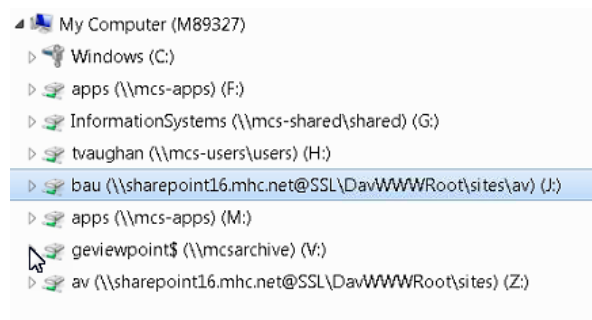 My Computer (M89327)
Windows (C:)
apps (\\mcs-apps) (F:)
InformationSystems (\\mcs-shared\shared) (G:)
tvaughan (\\mcs-users\users) (H:)
bau (\\sharepoint16.mhc.net@SSL\DavWWWRoot\sites\av) (J:)
apps (\\mcs-apps) (M:)
geviewpoint$ (\\mcsarchive) (V:)
av (\\sharepoint16.mhc.net@SSL\DavWWWRoot\sites) (Z:)